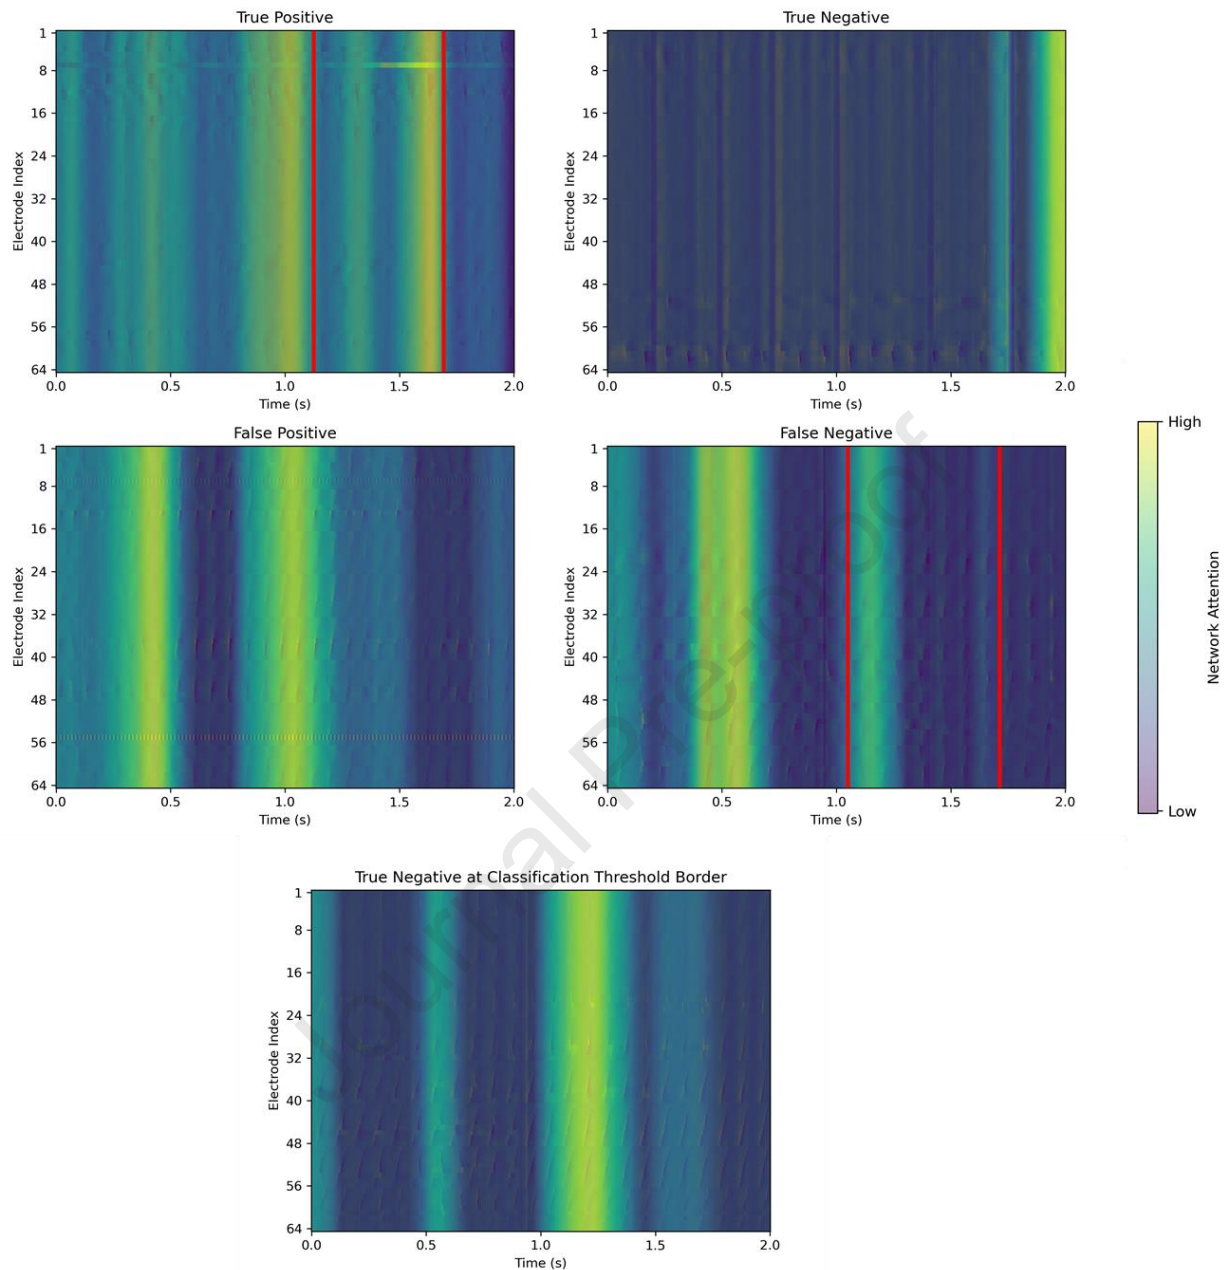 True Positive
Electrode Index
1
8
16
24
32
40
48
56
64
0.0 0.5 1.0 1.5 2.0
Time (s)
True Negative
Electrode Index
1
8
16
24
32
40
48
56
64
0.0 0.5 1.0 1.5 2.0
Time (s)
False Positive
Electrode Index
1
8
16
24
32
40
48
56
64
0.0 0.5 1.0 1.5 2.0
Time (s)
False Negative
Electrode Index
1
8
16
24
32
40
48
56
64
0.0 0.5 1.0 1.5 2.0
Time (s)
High
Network Attention
Low
True Negative at Classification Threshold Border
Electrode Index
1
8
16
24
32
40
48
56
64
0.0 0.5 1.0 1.5 2.0
Time (s)
Journal Pre-proof